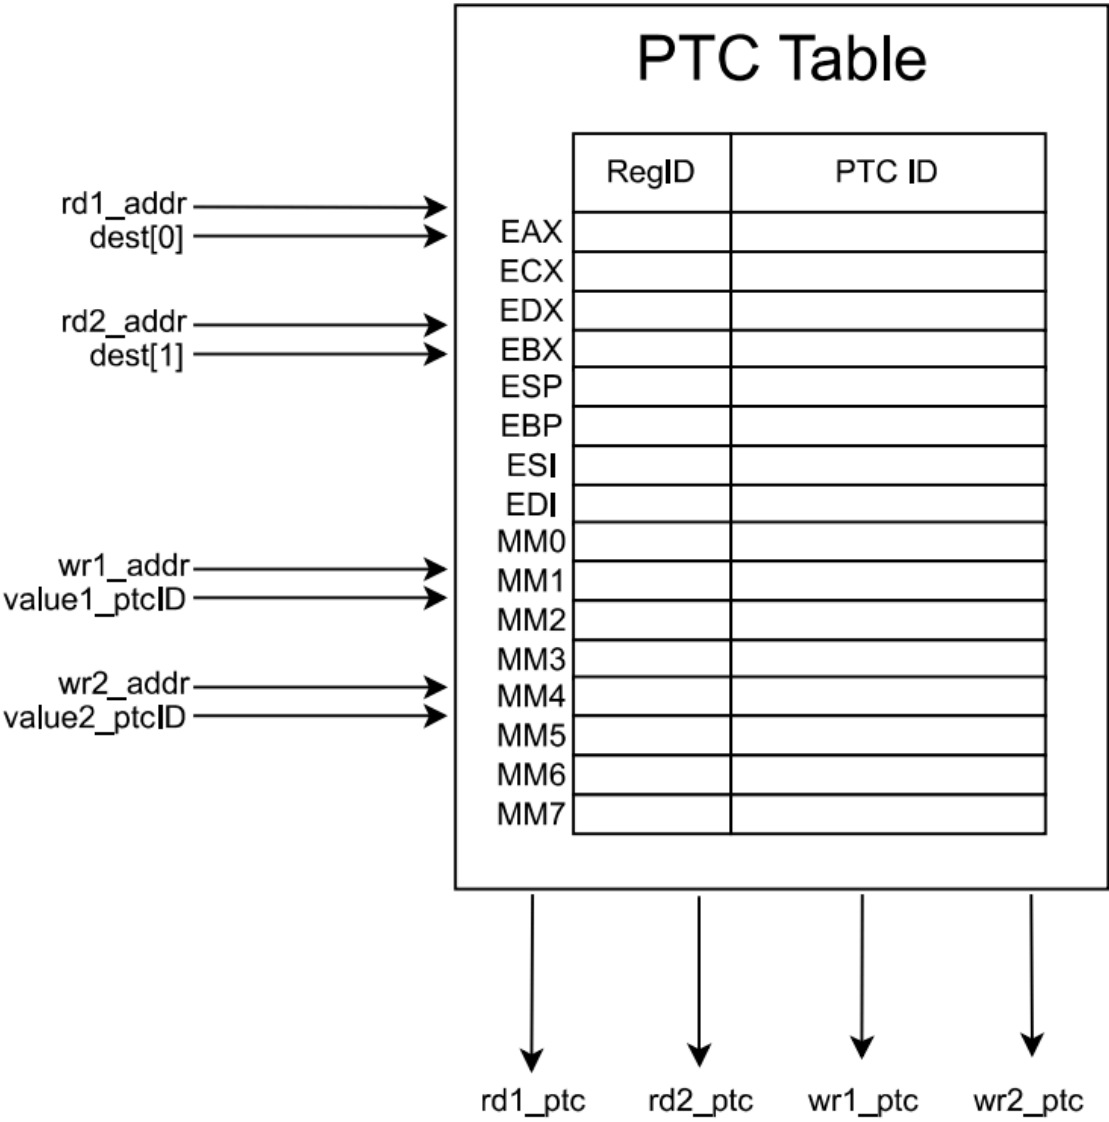 PTC Table
RegID PTC ID
rd1_addr
dest[0]
rd2_addr
dest[1]
wr1_addr
value1_ptcID
wr2_addr
value2_ptcID
EAX
ECX
EDX
EBX
ESP
EBP
ESI
EDI
MM0
MM1
MM2
MM3
MM4
MM5
MM6
MM7
rd1_ptc rd2_ptc wr1_ptc wr2_ptc